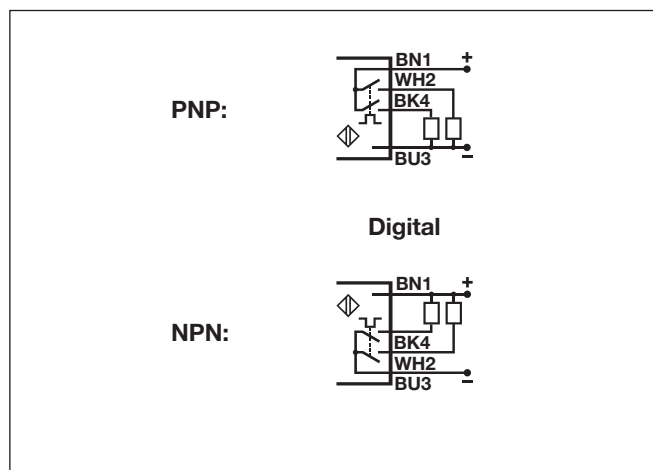 PNP:
BN1 +
WH2
BK4
BU3 −
Digital
NPN:
BN1 +
BK4
WH2
BU3 −